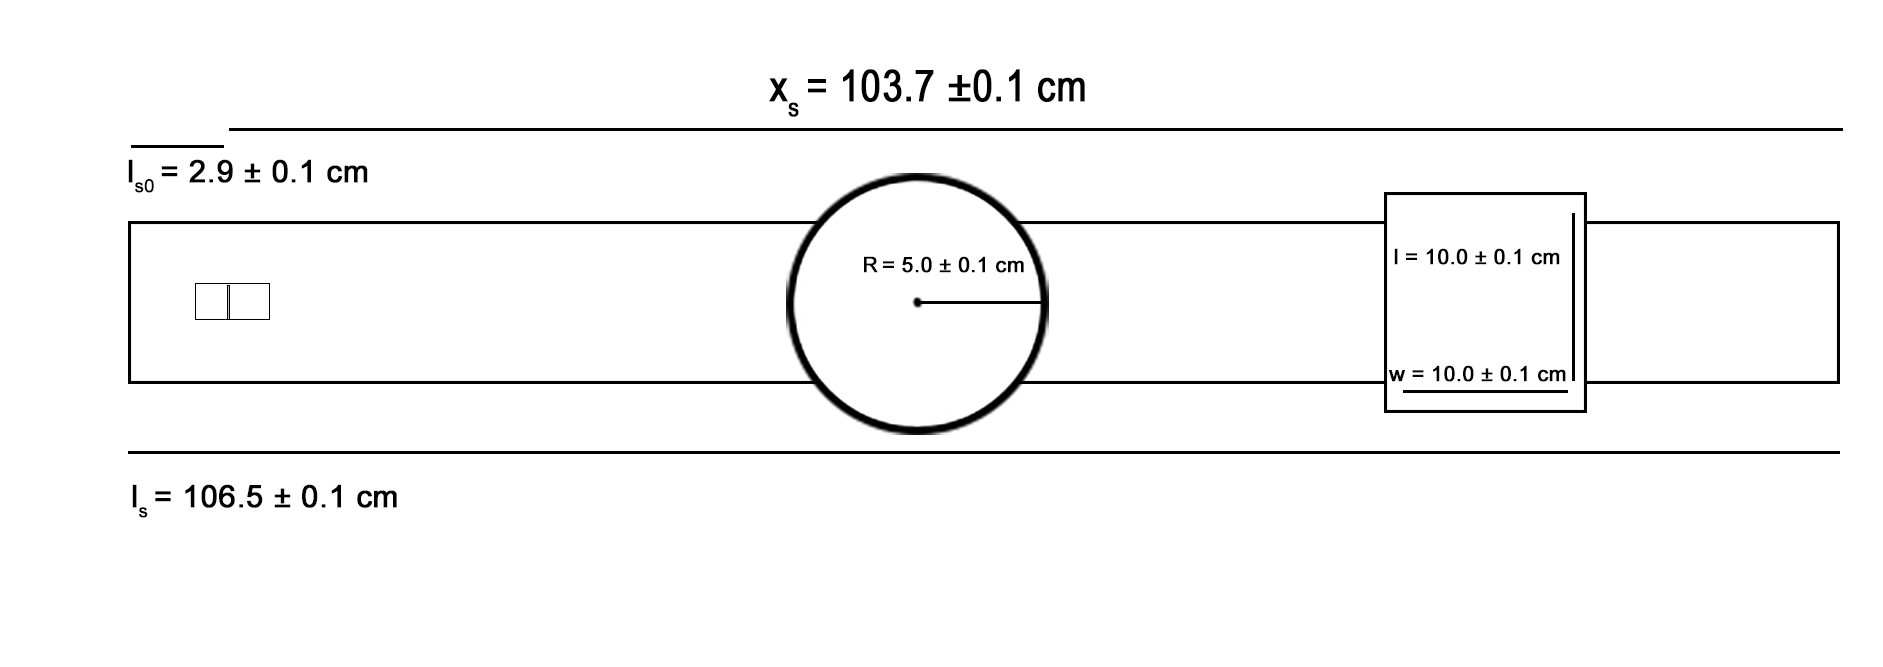 xs = 103.7 ±0.1 cm
ls0 = 2.9 ± 0.1 cm
R = 5.0 ± 0.1 cm
l = 10.0 ± 0.1 cm
w = 10.0 ± 0.1 cm
ls = 106.5 ± 0.1 cm